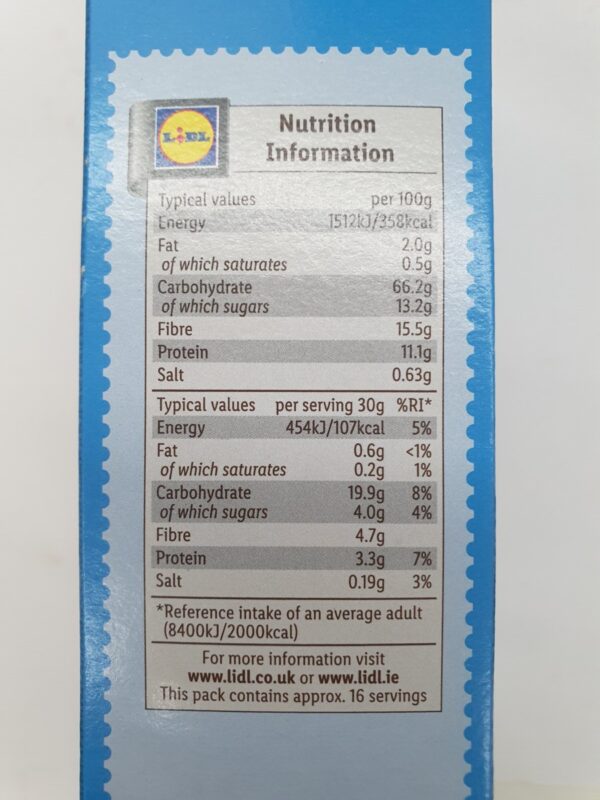 LIDL
Nutrition
Information
Typical values per 100g
Energy 1512kJ/358kcal
Fat 2.0g
of which saturates 0.5g
Carbohydrate 66.2g
of which sugars 13.2g
Fibre 15.5g
Protein 11.1g
Salt 0.63g
Typical values per serving 30g %RI*
Energy 454kJ/107kcal 5%
Fat 0.6g <1%
of which saturates 0.2g 1%
Carbohydrate 19.9g 8%
of which sugars 4.0g 4%
Fibre 4.7g
Protein 3.3g 7%
Salt 0.19g 3%
*Reference intake of an average adult
(8400kJ/2000kcal)
For more information visit
www.lidl.co.uk or www.lidl.ie
This pack contains approx. 16 servings